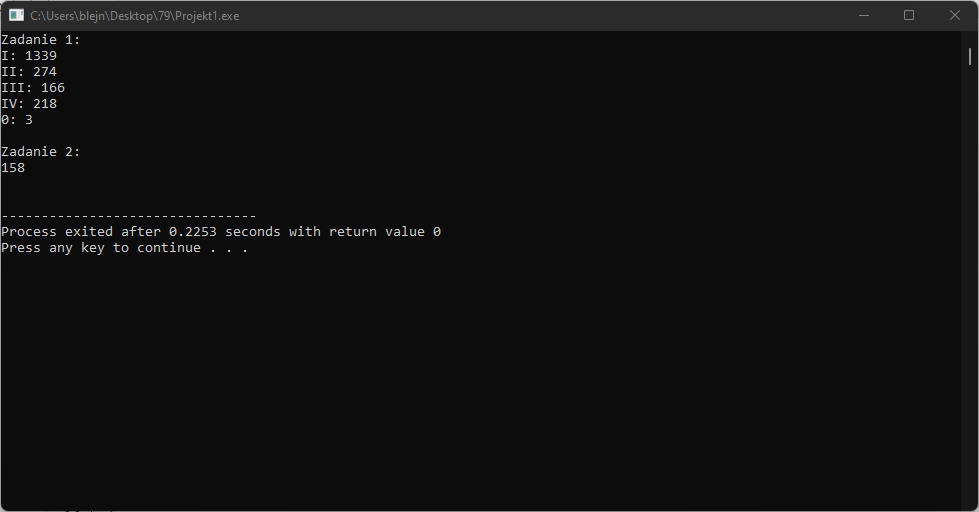 C:\Users\blejn\Desktop\79\Projekt1.exe
Zadanie 1:
I: 1339
II: 274
III: 166
IV: 218
0: 3
Zadanie 2:
158
--------------------------------
Process exited after 0.2253 seconds with return value 0
Press any key to continue . . .